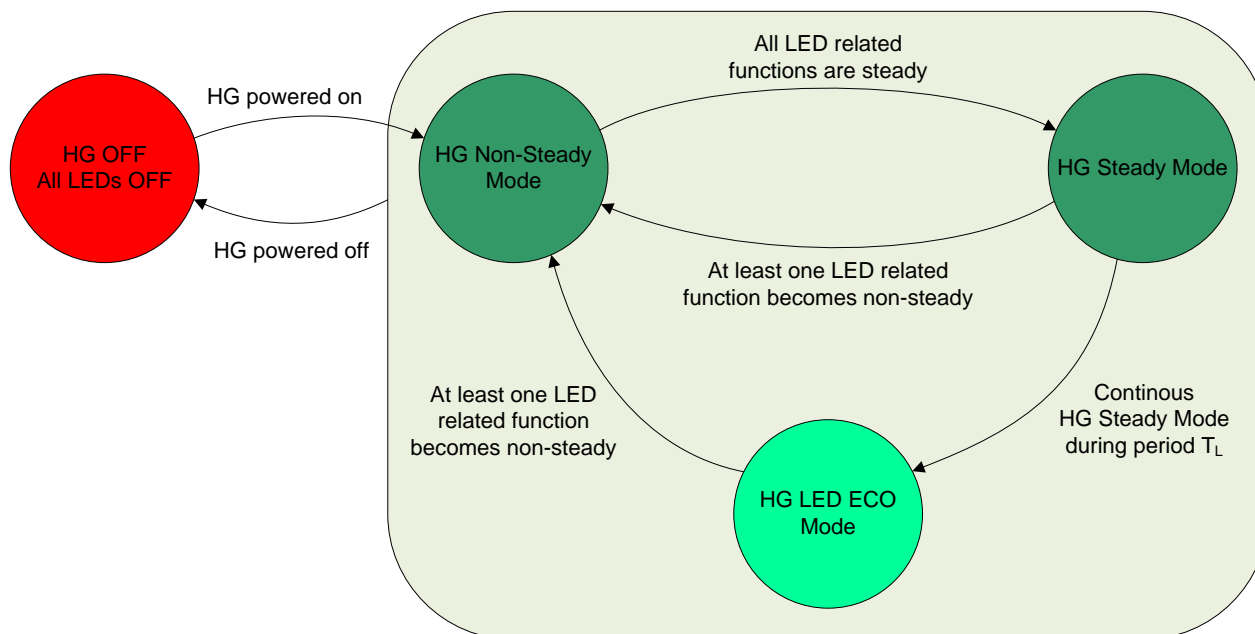 All LED related
functions are steady
HG powered on
HG OFF
All LEDs OFF
HG Non-Steady
Mode
HG Steady Mode
HG powered off
At least one LED related
function becomes non-steady
At least one LED
related function
becomes non-steady
Continous
HG Steady Mode
during period TL
HG LED ECO
Mode